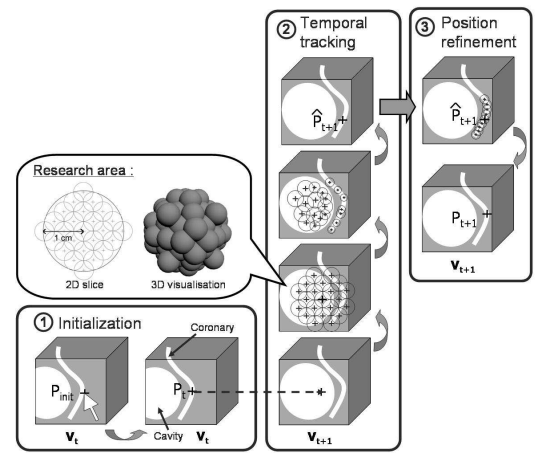 ② Temporal
tracking
③ Position
refinement
P̂t+1
P̂t+1
Research area :
1 cm
2D slice
3D visualisation
Pt+1
Vt+1
① Initialization
Coronary
Pinit
Pt
Cavity
Vt
Vt
Vt+1